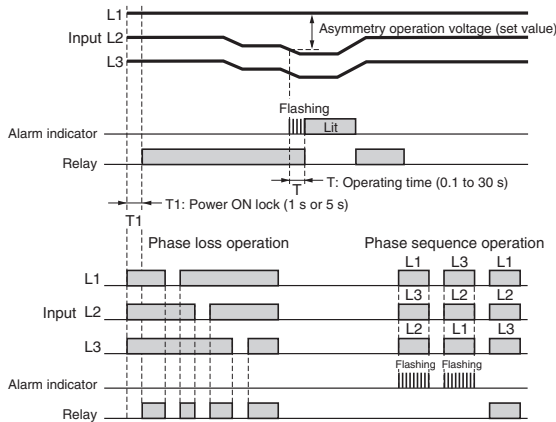 L1
Asymmetry operation voltage (set value)
Input L2
L3
Flashing
Alarm indicator
Lit
Relay
T
T: Operating time (0.1 to 30 s)
T1: Power ON lock (1 s or 5 s)
T1
Phase loss operation
Phase sequence operation
L1 L3 L1
L1
L3 L2 L2
Input L2
L2 L1 L3
L3
Flashing Flashing
Alarm indicator
Relay